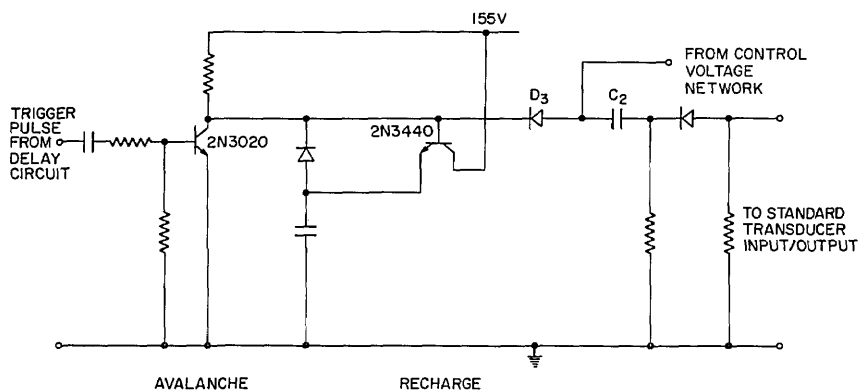 155V
FROM CONTROL
VOLTAGE
NETWORK
D3
C2
TRIGGER
PULSE
FROM
DELAY
CIRCUIT
2N3020
2N3440
TO STANDARD
TRANSDUCER
INPUT/OUTPUT
AVALANCHE
RECHARGE